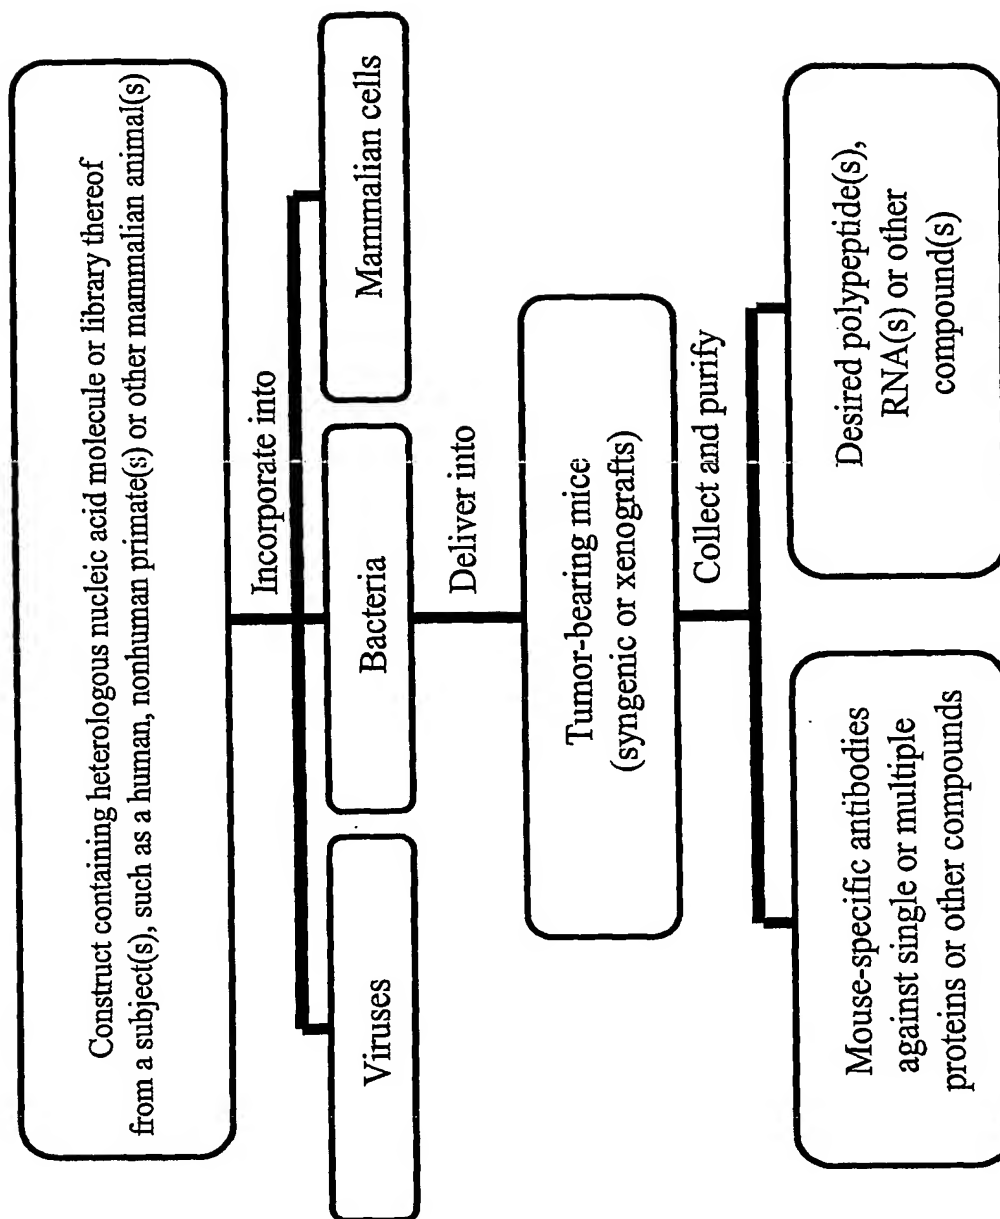 Construct containing heterologous nucleic acid molecule or library thereof
from a subject(s), such as a human, nonhuman primate(s) or other mammalian animal(s)
Incorporate into
Viruses
Bacteria
Mammalian cells
Deliver into
Tumor-bearing mice
(syngenic or xenografts)
Collect and purify
Mouse-specific antibodies
against single or multiple
proteins or other compounds
Desired polypeptide(s),
RNA(s) or other
compound(s)